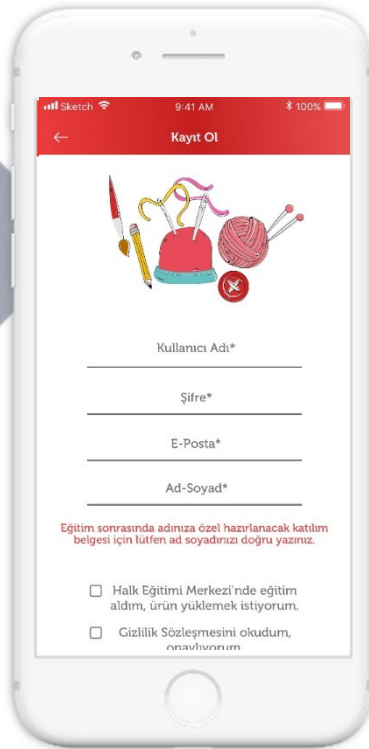 Sketch 9:41 AM 100%
Kayıt Ol
Kullanıcı Adı*
Şifre*
E-Posta*
Ad-Soyad*
Eğitim sonrasında adınıza özel hazırlanacak katılım
belgesi için lütfen ad soyadınızı doğru yazınız.
Halk Eğitimi Merkezi'nde eğitim
aldım, ürün yüklemek istiyorum.
Gizlilik Sözleşmesini okudum,
onaylıyorum